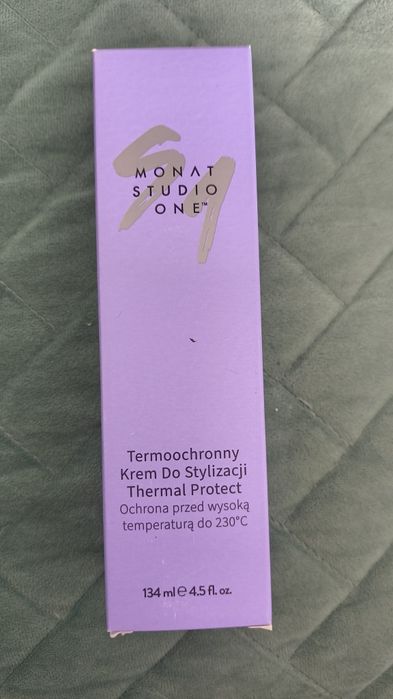 MONAT
STUDIO
ONE™
Termoochronny
Krem Do Stylizacji
Thermal Protect
Ochrona przed wysoką
temperaturą do 230°C
134 ml ℮ 4.5 fl. oz.